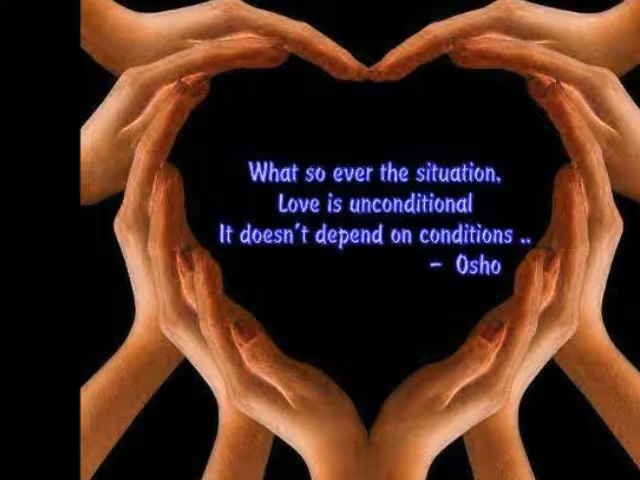 What so ever the situation,
Love is unconditional
It doesn't depend on conditions ..
– Osho